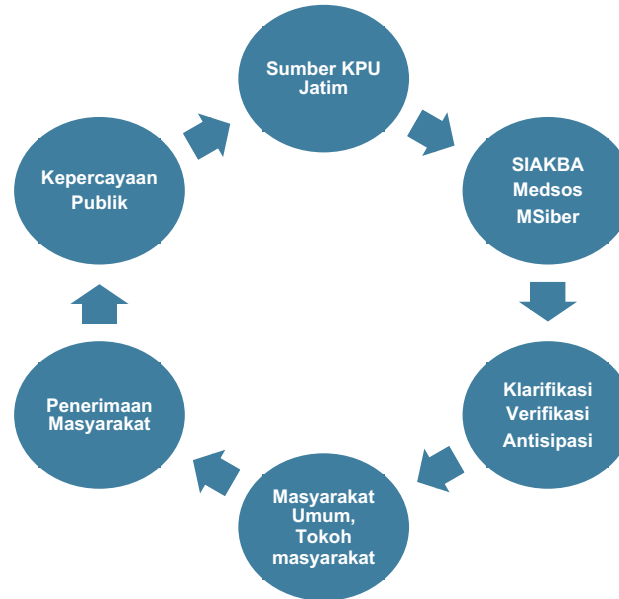 Sumber KPU
Jatim
SIAKBA
Medsos
MSiber
Klarifikasi
Verifikasi
Antisipasi
Masyarakat
Umum,
Tokoh
masyarakat
Penerimaan
Masyarakat
Kepercayaan
Publik